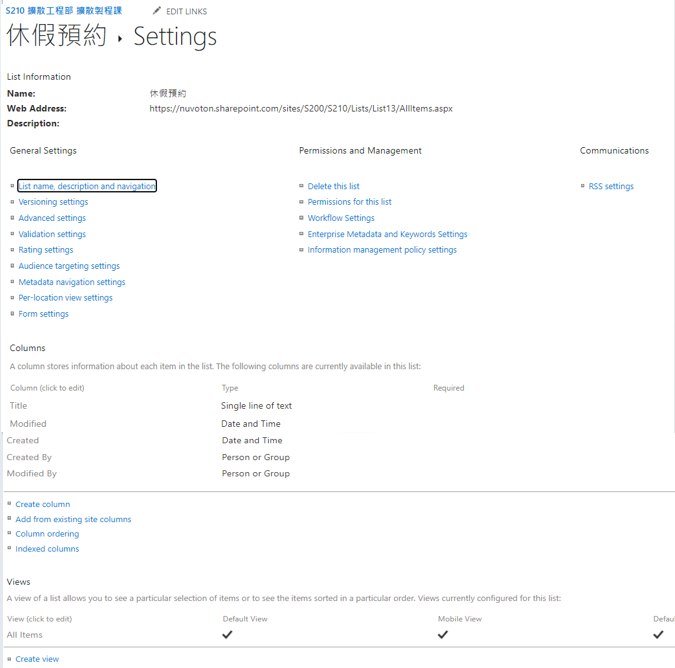 S210 擴散工程部 擴散製程課 EDIT LINKS
休假預約 ▸ Settings
List Information
Name: 休假預約
Web Address: https://nuvoton.sharepoint.com/sites/S200/S210/Lists/List13/AllItems.aspx
Description:
General Settings Permissions and Management Communications
List name, description and navigation Delete this list RSS settings
Versioning settings Permissions for this list
Advanced settings Workflow Settings
Validation settings Enterprise Metadata and Keywords Settings
Rating settings Information management policy settings
Audience targeting settings
Metadata navigation settings
Per-location view settings
Form settings
Columns
A column stores information about each item in the list. The following columns are currently available in this list:
Column (click to edit) Type Required
Title Single line of text
Modified Date and Time
Created Date and Time
Created By Person or Group
Modified By Person or Group
Create column
Add from existing site columns
Column ordering
Indexed columns
Views
A view of a list allows you to see a particular selection of items or to see the items sorted in a particular order. Views currently configured for this list:
View (click to edit) Default View Mobile View Defau
All Items ✔ ✔ ✔
Create view